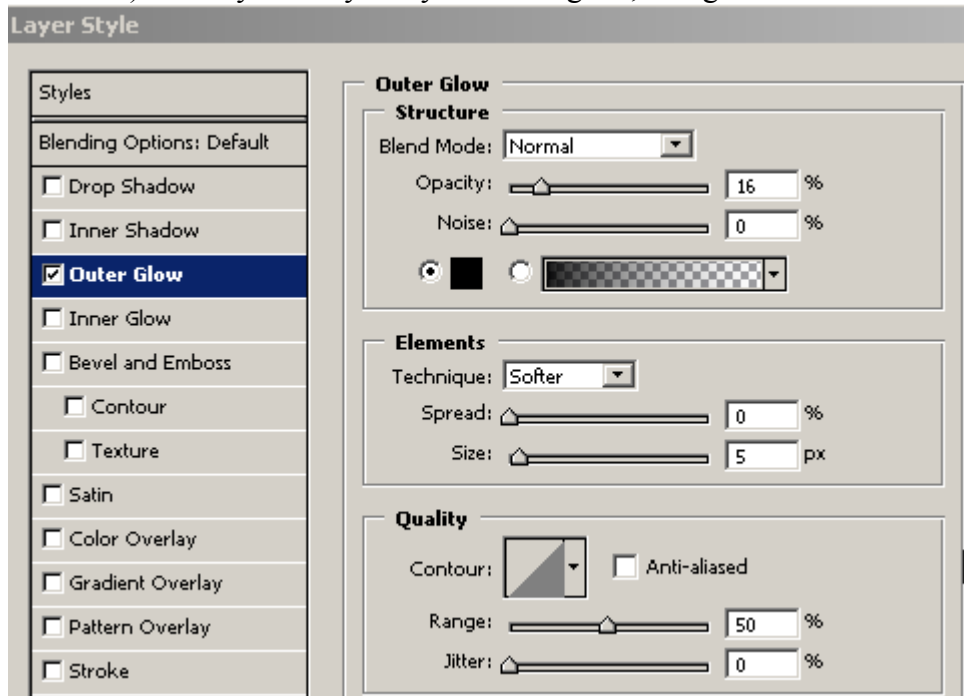 Layer Style
Styles
Blending Options: Default
Drop Shadow
Inner Shadow
Outer Glow
Inner Glow
Bevel and Emboss
Contour
Texture
Satin
Color Overlay
Gradient Overlay
Pattern Overlay
Stroke
Outer Glow
Structure
Blend Mode: Normal
Opacity: 16 %
Noise: 0 %
Elements
Technique: Softer
Spread: 0 %
Size: 5 px
Quality
Contour: Anti-aliased
Range: 50 %
Jitter: 0 %